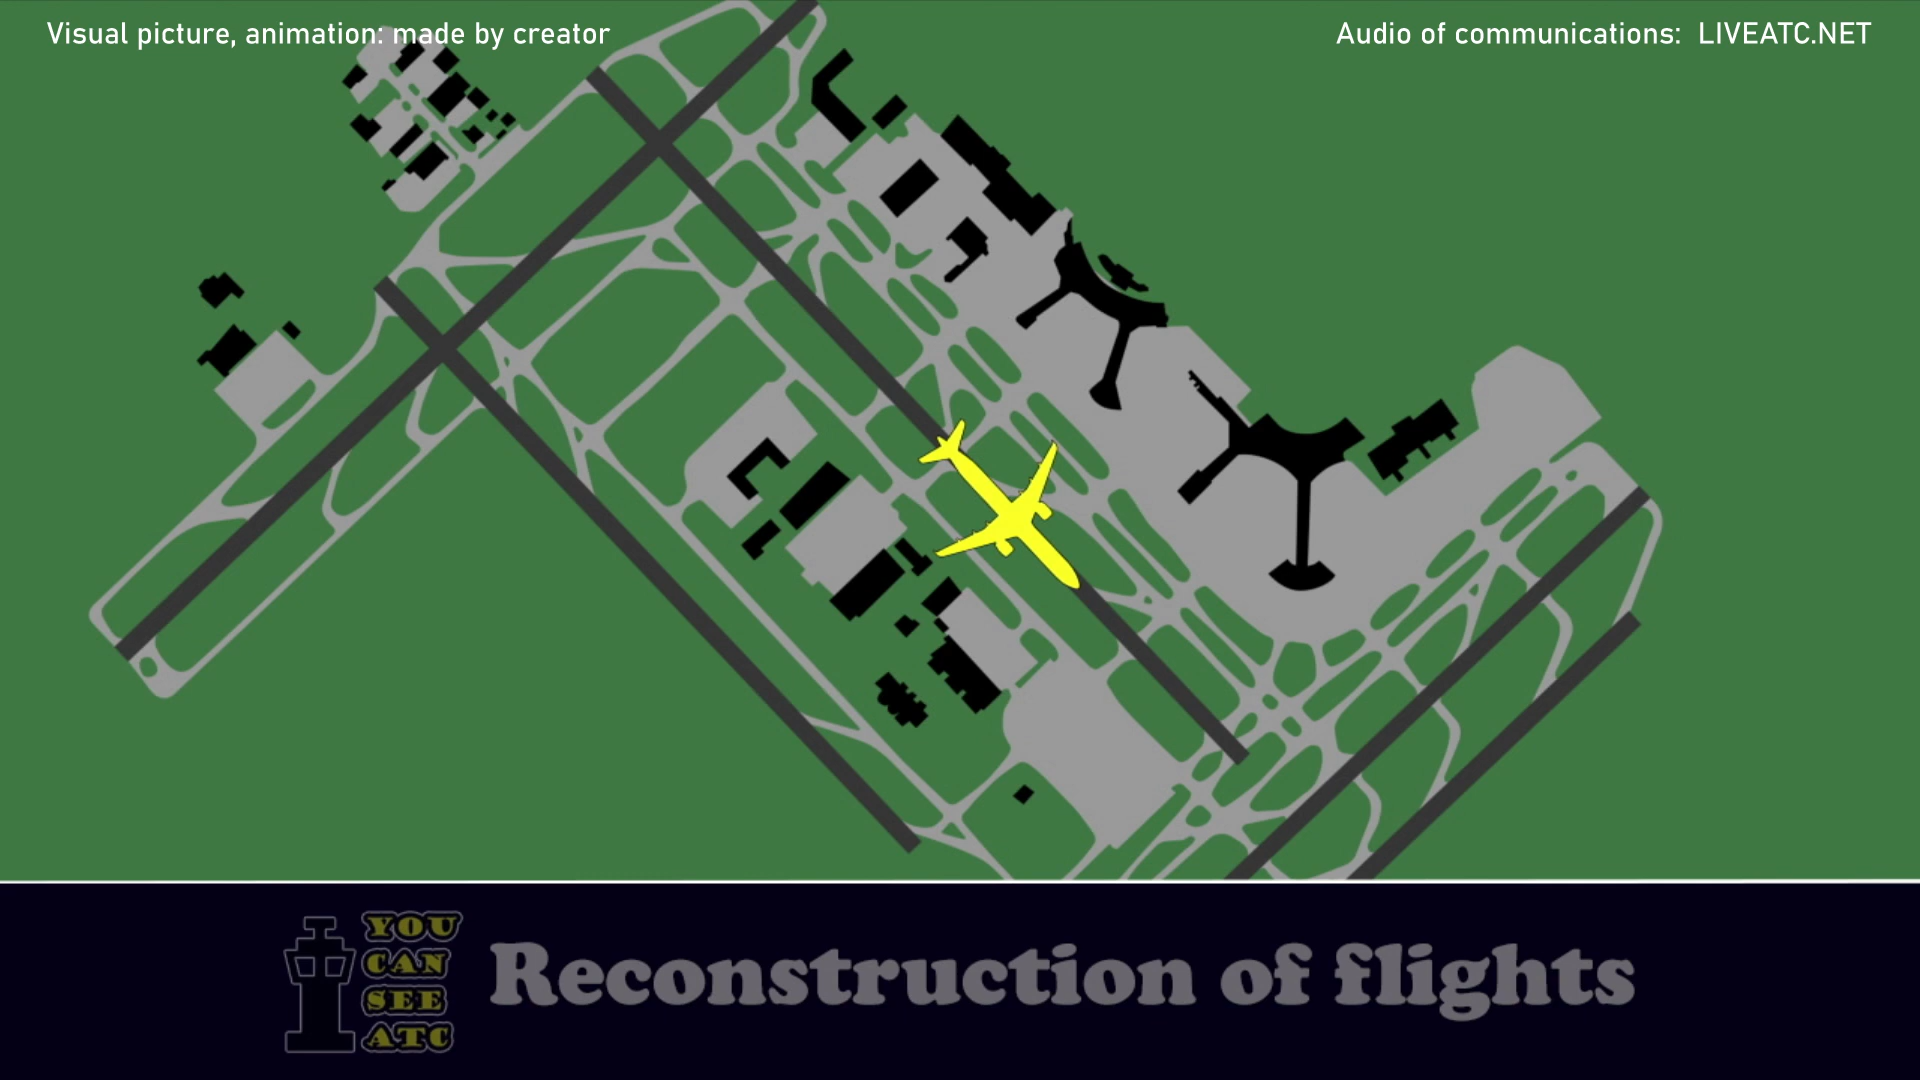 Visual picture, animation: made by creator
Audio of communications: LIVEATC.NET
YOU
CAN
SEE
ATC
Reconstruction of flights